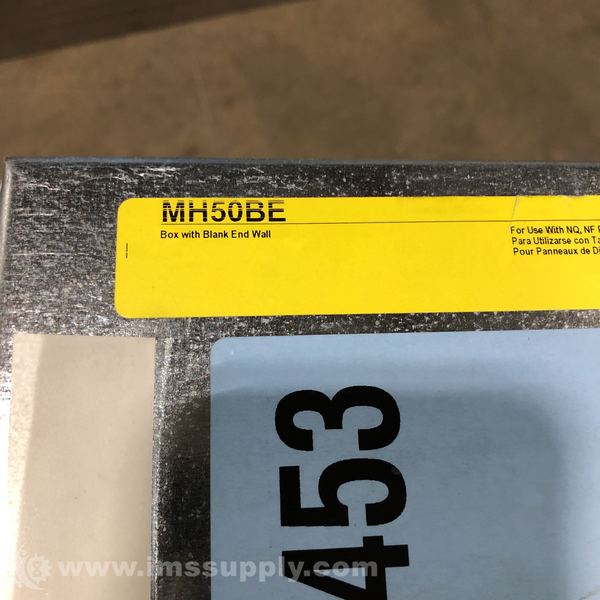 MH50BE
Box with Blank End Wall
For Use With NQ, NF
Para Utilizarse con
Pour Panneaux de
453
www.imssupply.com